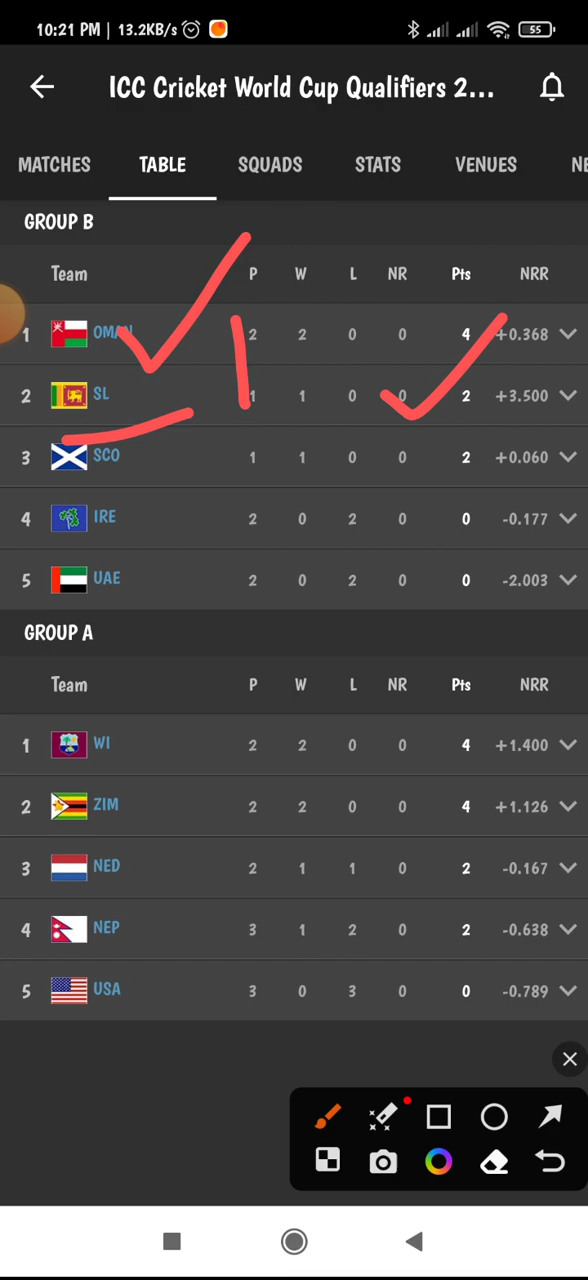 10:21 PM | 13.2KB/s 55
ICC Cricket World Cup Qualifiers 2...
MATCHES TABLE SQUADS STATS VENUES NE
GROUP B
Team P W L NR Pts NRR
1 OMAN 2 2 0 0 4 +0.368
2 SL 1 1 0 0 2 +3.500
3 SCO 1 1 0 0 2 +0.060
4 IRE 2 0 2 0 0 -0.177
5 UAE 2 0 2 0 0 -2.003
GROUP A
Team P W L NR Pts NRR
1 WI 2 2 0 0 4 +1.400
2 ZIM 2 2 0 0 4 +1.126
3 NED 2 1 1 0 2 -0.167
4 NEP 3 1 2 0 2 -0.638
5 USA 3 0 3 0 0 -0.789